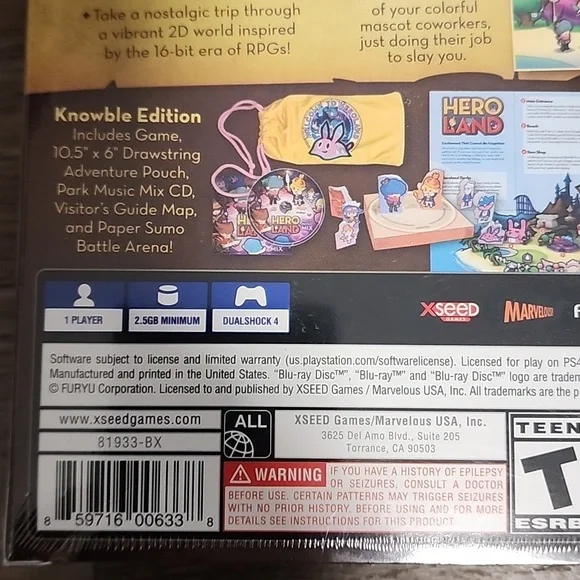 • Take a nostalgic trip through
a vibrant 2D world inspired
by the 16-bit era of RPGs!
of your colorful
mascot coworkers,
just doing their job
to slay you.
Knowble Edition
Includes Game,
10.5" x 6" Drawstring
Adventure Pouch,
Park Music Mix CD,
Visitor's Guide Map,
and Paper Sumo
Battle Arena!
HERO
LAND
HERO
LAND
MIX
1 PLAYER
2.5GB MINIMUM
DUALSHOCK 4
XSEED
GAMES
MARVELOUS!
Software subject to license and limited warranty (us.playstation.com/softwarelicense). Licensed for play on PS4
Manufactured and printed in the United States. "Blu-ray Disc™", "Blu-ray™" and "Blu-ray Disc™" logo are tradem
© FURYU Corporation. Licensed to and published by XSEED Games / Marvelous USA, Inc. All trademarks are the p
www.xseedgames.com
81933-BX
8 59716 00633 8
ALL
XSEED Games/Marvelous USA, Inc.
3625 Del Amo Blvd., Suite 205
Torrance, CA 90503
WARNING IF YOU HAVE A HISTORY OF EPILEPSY
OR SEIZURES, CONSULT A DOCTOR
BEFORE USE. CERTAIN PATTERNS MAY TRIGGER SEIZURES
WITH NO PRIOR HISTORY. BEFORE USING AND FOR MORE
DETAILS SEE INSTRUCTIONS FOR THIS PRODUCT.
TEEN
T
ESRB